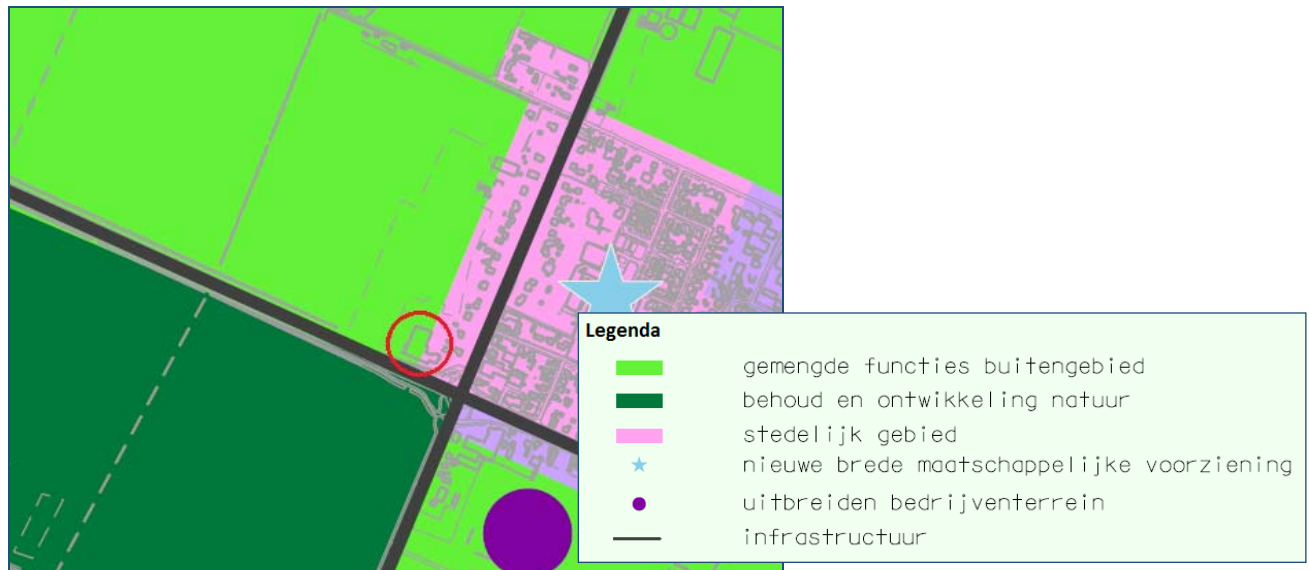 Legenda
gemengde functies buitengebied
behoud en ontwikkeling natuur
stedelijk gebied
nieuwe brede maatschappelijke voorziening
uitbreiden bedrijventerrein
infrastructuur